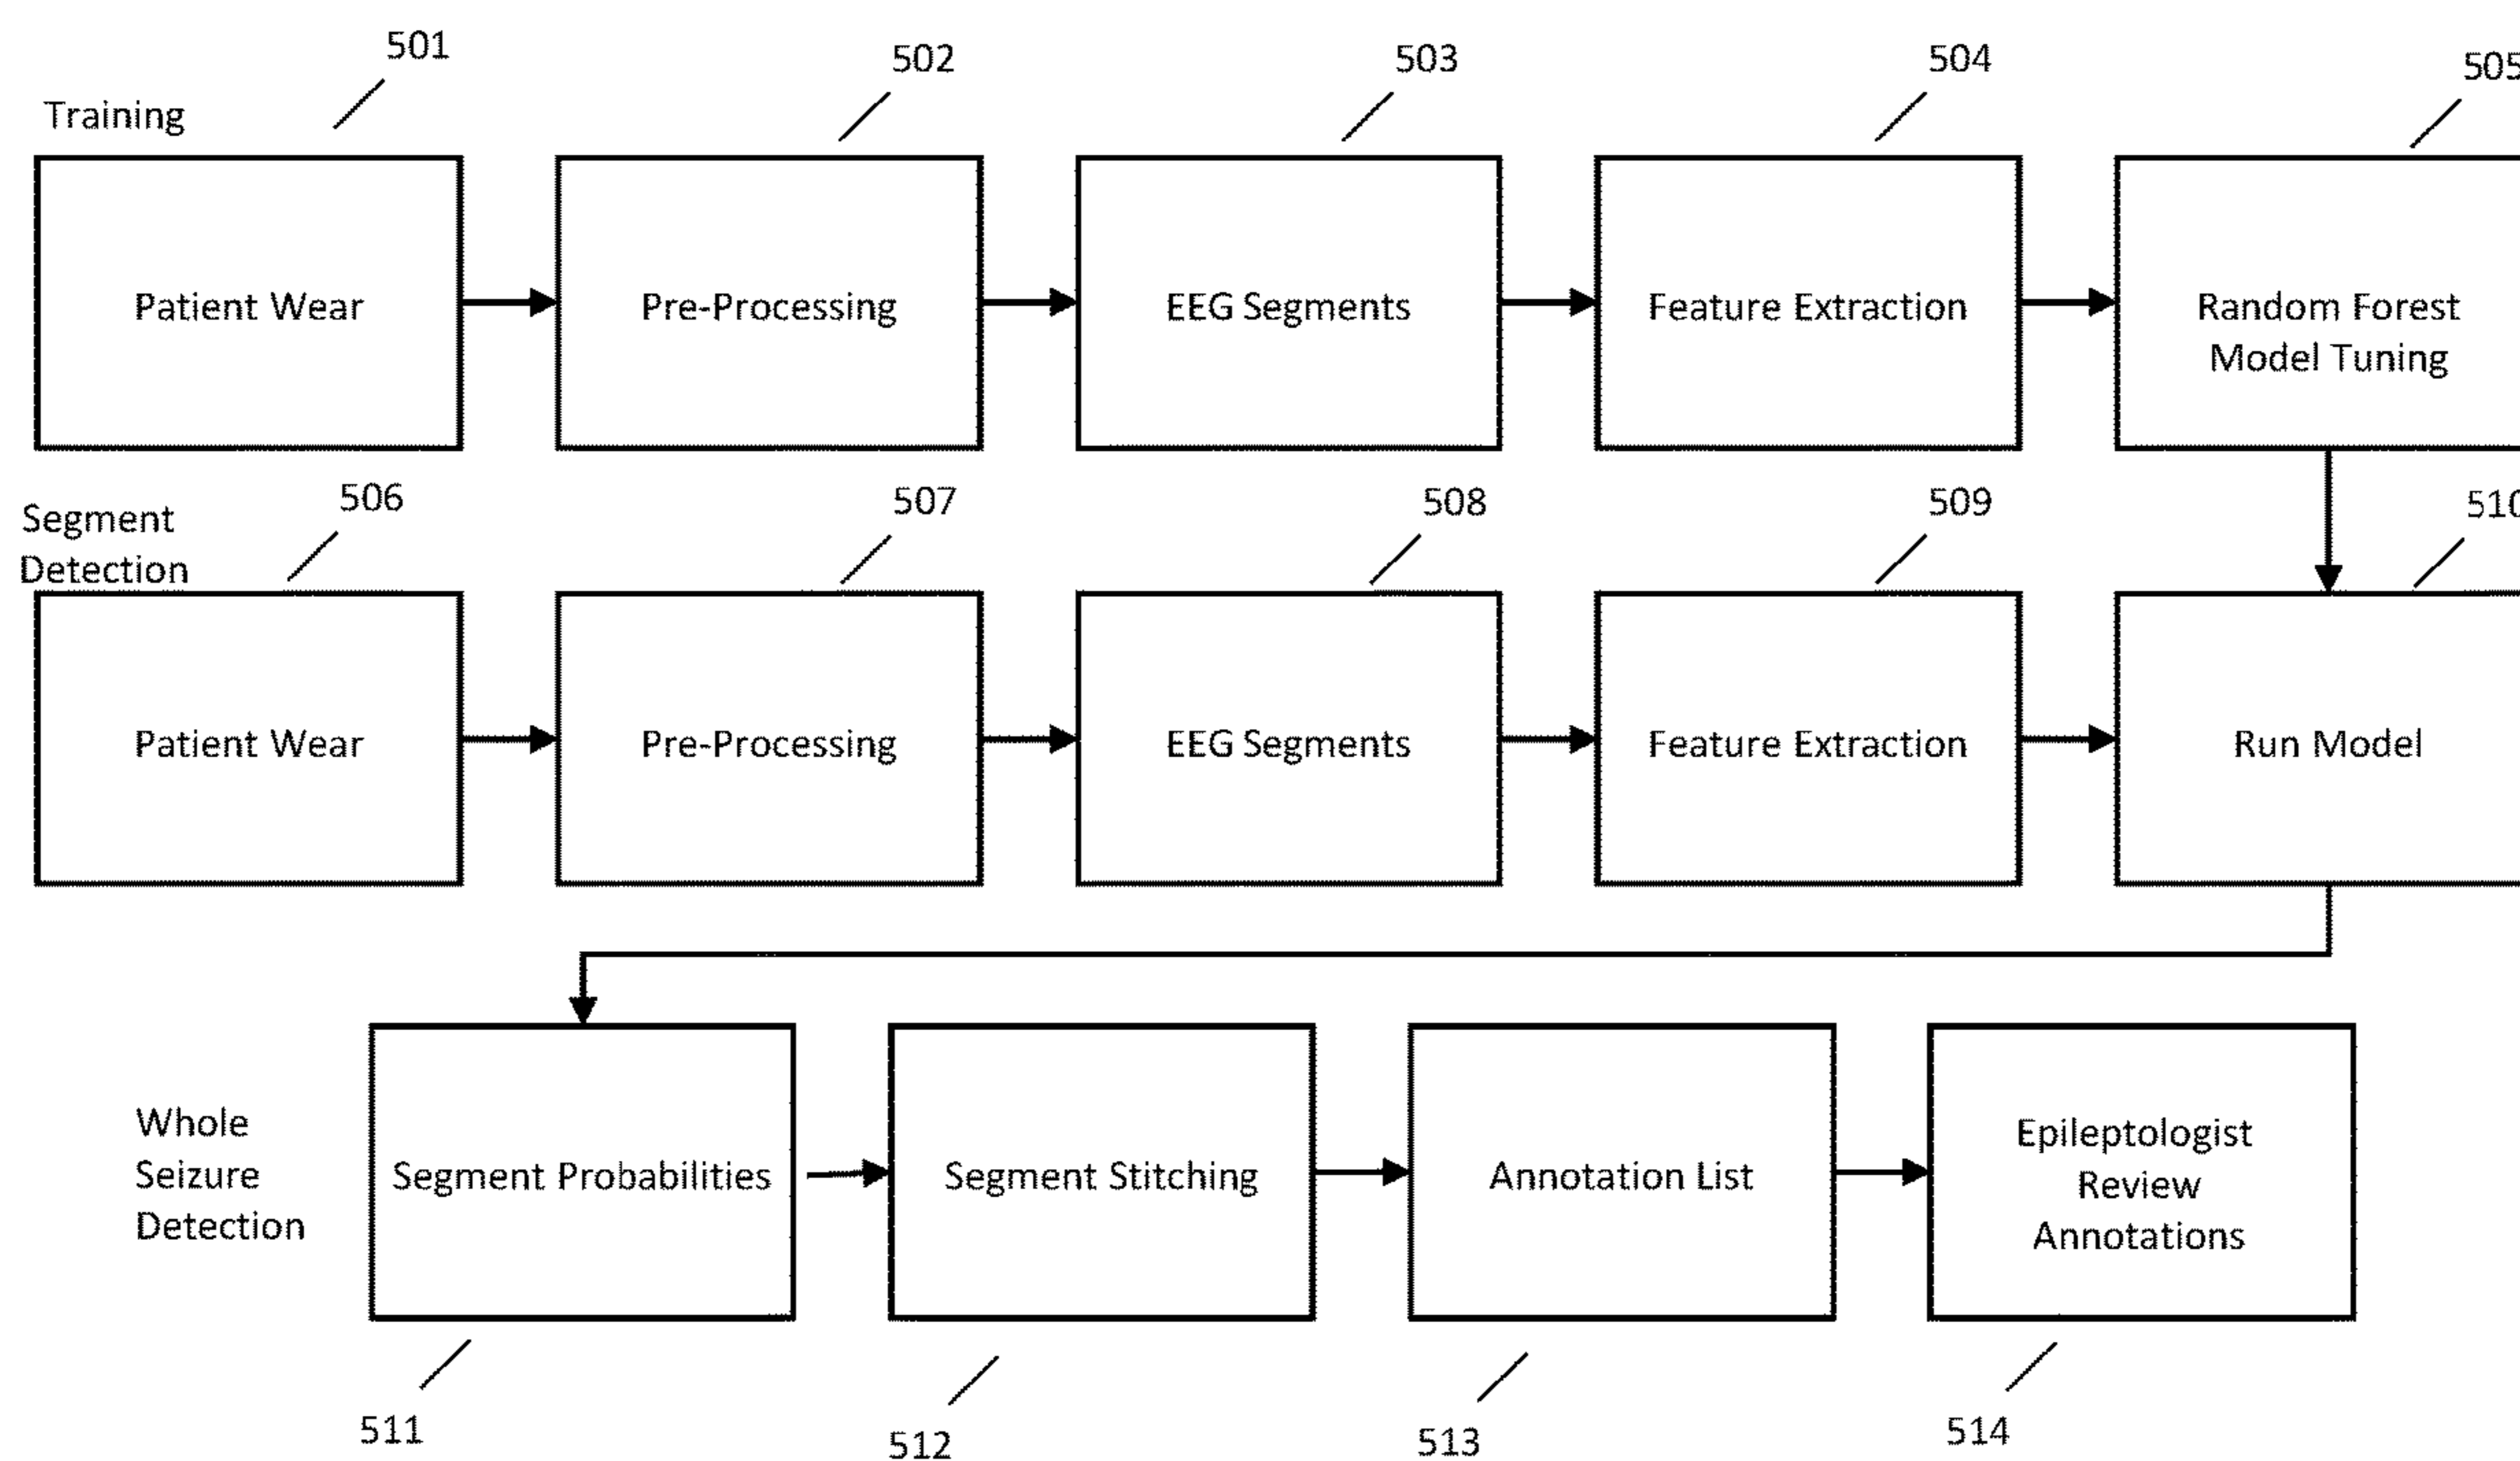 501
502
503
504
505
Training
Patient Wear
Pre-Processing
EEG Segments
Feature Extraction
Random Forest
Model Tuning
506
507
508
509
510
Segment
Detection
Patient Wear
Pre-Processing
EEG Segments
Feature Extraction
Run Model
Whole
Seizure
Detection
Segment Probabilities
Segment Stitching
Annotation List
Epileptologist
Review
Annotations
511
512
513
514